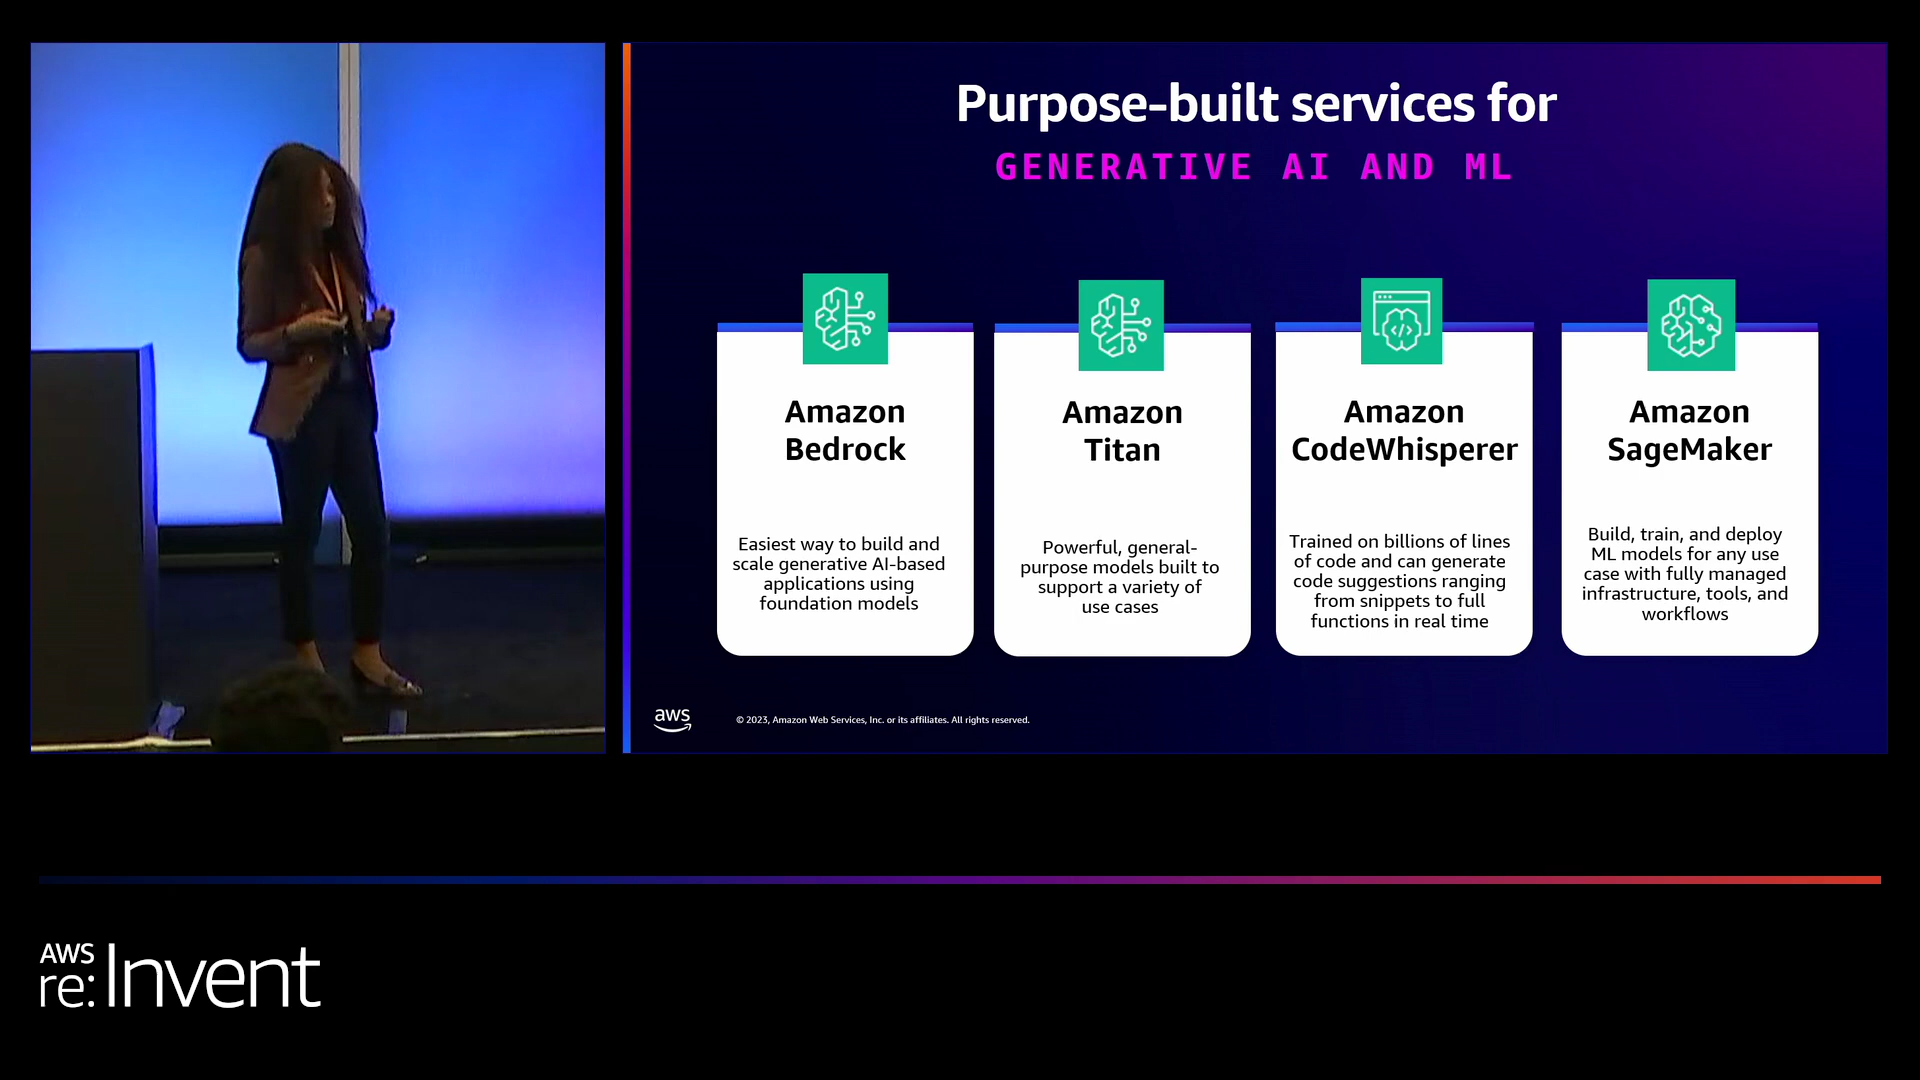 Purpose-built services for
GENERATIVE AI AND ML
Amazon
Bedrock
Easiest way to build and
scale generative AI-based
applications using
foundation models
Amazon
Titan
Powerful, general-
purpose models built to
support a variety of
use cases
Amazon
CodeWhisperer
Trained on billions of lines
of code and can generate
code suggestions ranging
from snippets to full
functions in real time
Amazon
SageMaker
Build, train, and deploy
ML models for any use
case with fully managed
infrastructure, tools, and
workflows
aws
© 2023, Amazon Web Services, Inc. or its affiliates. All rights reserved.
AWS
re:Invent